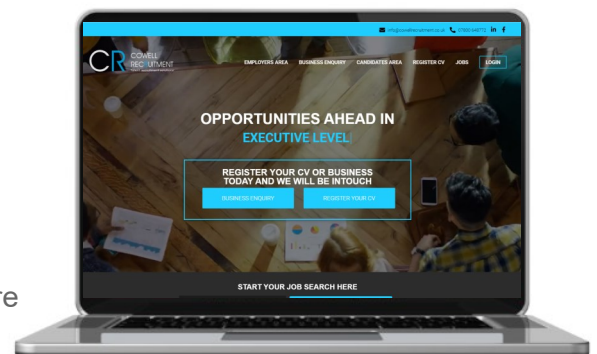 info@cowellrecruitment.co.uk
CR COWELL
RECRUITMENT
EMPLOYERS AREA BUSINESS ENQUIRY CANDIDATES AREA REGISTER CV JOBS LOGIN
OPPORTUNITIES AHEAD IN
EXECUTIVE LEVEL
REGISTER YOUR CV OR BUSINESS
TODAY AND WE WILL BE INTOUCH
BUSINESS ENQUIRY REGISTER YOUR CV
START YOUR JOB SEARCH HERE